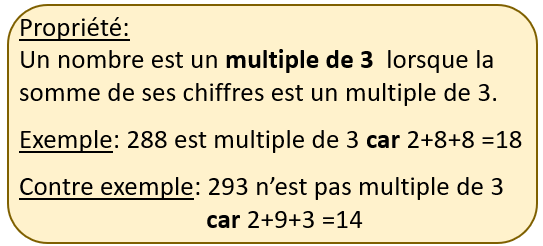 Propriété:
Un nombre est un multiple de 3 lorsque la
somme de ses chiffres est un multiple de 3.
Exemple: 288 est multiple de 3 car 2+8+8 =18
Contre exemple: 293 n'est pas multiple de 3
car 2+9+3 =14